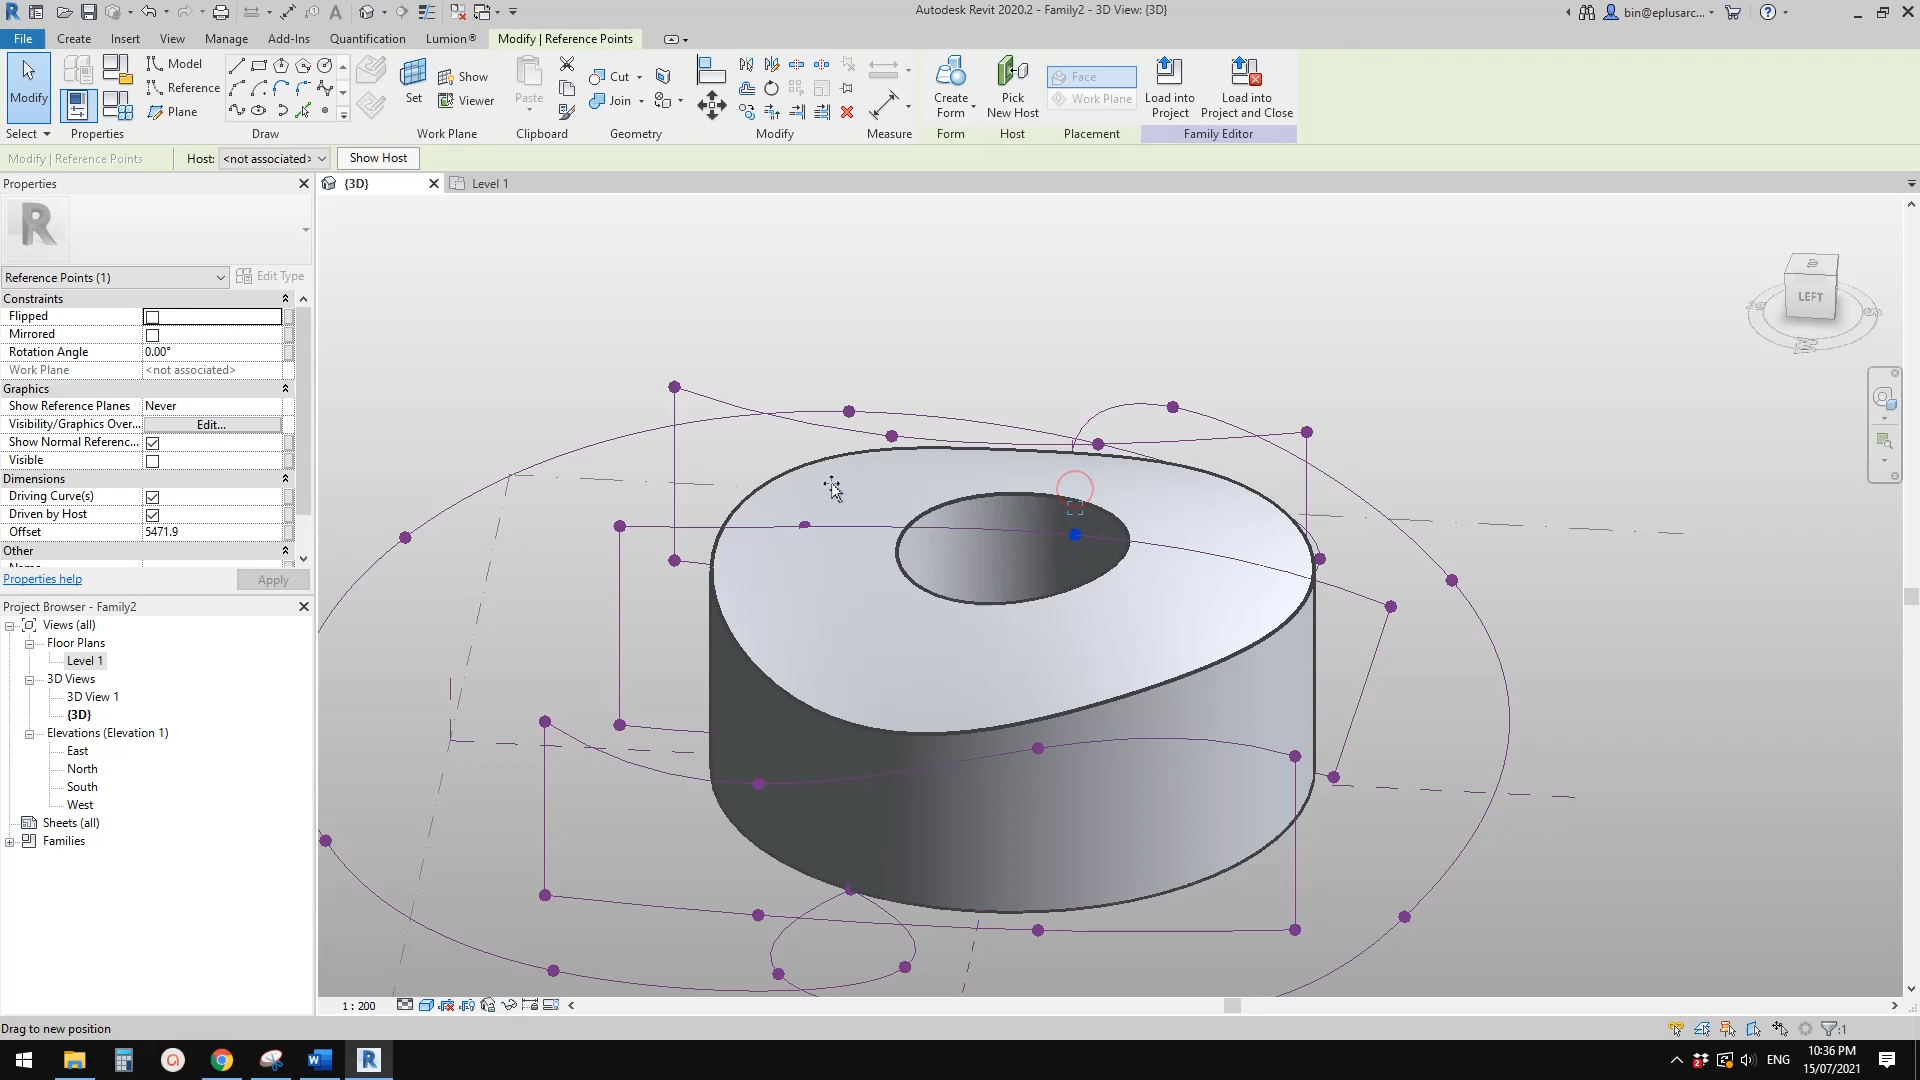 Autodesk Revit 2020.2 - Family2 - 3D View: {3D}
bin@eplusarc...
File
Create
Insert
View
Manage
Add-Ins
Quantification
Lumion®
Modify | Reference Points
Modify
Model
Reference
Plane
Set
Show
Viewer
Paste
Cut
Join
Create
Form
Pick
New Host
Face
Work Plane
Load into
Project
Load into
Project and Close
Select
Properties
Draw
Work Plane
Clipboard
Geometry
Modify
Measure
Form
Host
Placement
Family Editor
Modify | Reference Points
Host:
<not associated>
Show Host
Properties
{3D}
Level 1
R
Reference Points (1)
Edit Type
Constraints
Flipped
Mirrored
Rotation Angle
0.00°
Work Plane
<not associated>
Graphics
Show Reference Planes
Never
Visibility/Graphics Over...
Edit...
Show Normal Referenc...
Visible
Dimensions
Driving Curve(s)
Driven by Host
Offset
5471.9
Other
Properties help
Apply
Project Browser - Family2
Views (all)
Floor Plans
Level 1
3D Views
3D View 1
{3D}
Elevations (Elevation 1)
East
North
South
West
Sheets (all)
Families
LEFT
1 : 200
Drag to new position
:1
ENG
10:36 PM
15/07/2021